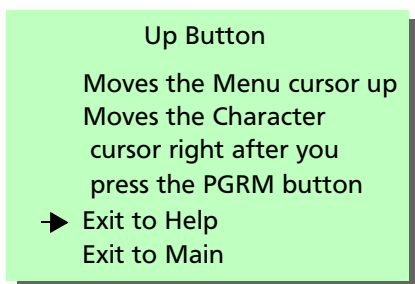 Up Button
Moves the Menu cursor up
Moves the Character
cursor right after you
press the PGRM button
Exit to Help
Exit to Main